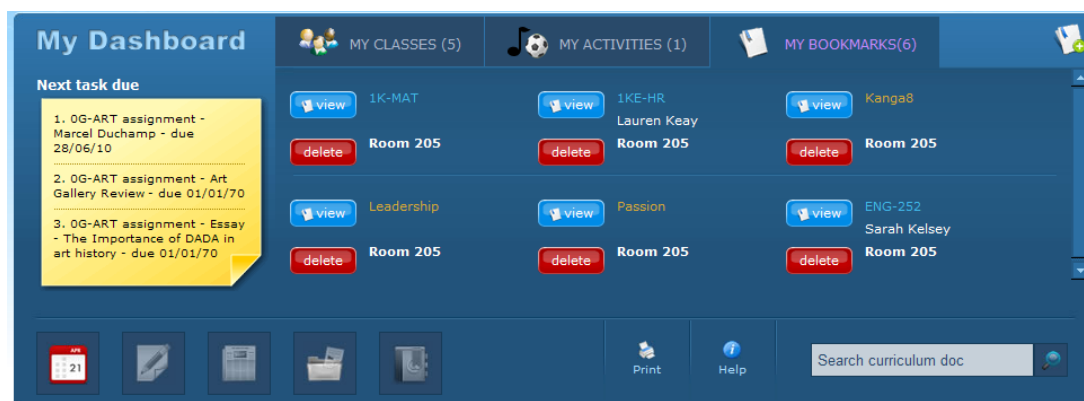 My Dashboard
MY CLASSES (5)
MY ACTIVITIES (1)
MY BOOKMARKS(6)
Next task due
1. 0G-ART assignment -
Marcel Duchamp - due
28/06/10
2. 0G-ART assignment - Art
Gallery Review - due 01/01/70
3. 0G-ART assignment - Essay
- The Importance of DADA in
art history - due 01/01/70
view
1K-MAT
delete
Room 205
view
1KE-HR
Lauren Keay
delete
Room 205
view
Kanga8
delete
Room 205
view
Leadership
delete
Room 205
view
Passion
delete
Room 205
view
ENG-252
Sarah Kelsey
delete
Room 205
APR
21
Print
Help
Search curriculum doc